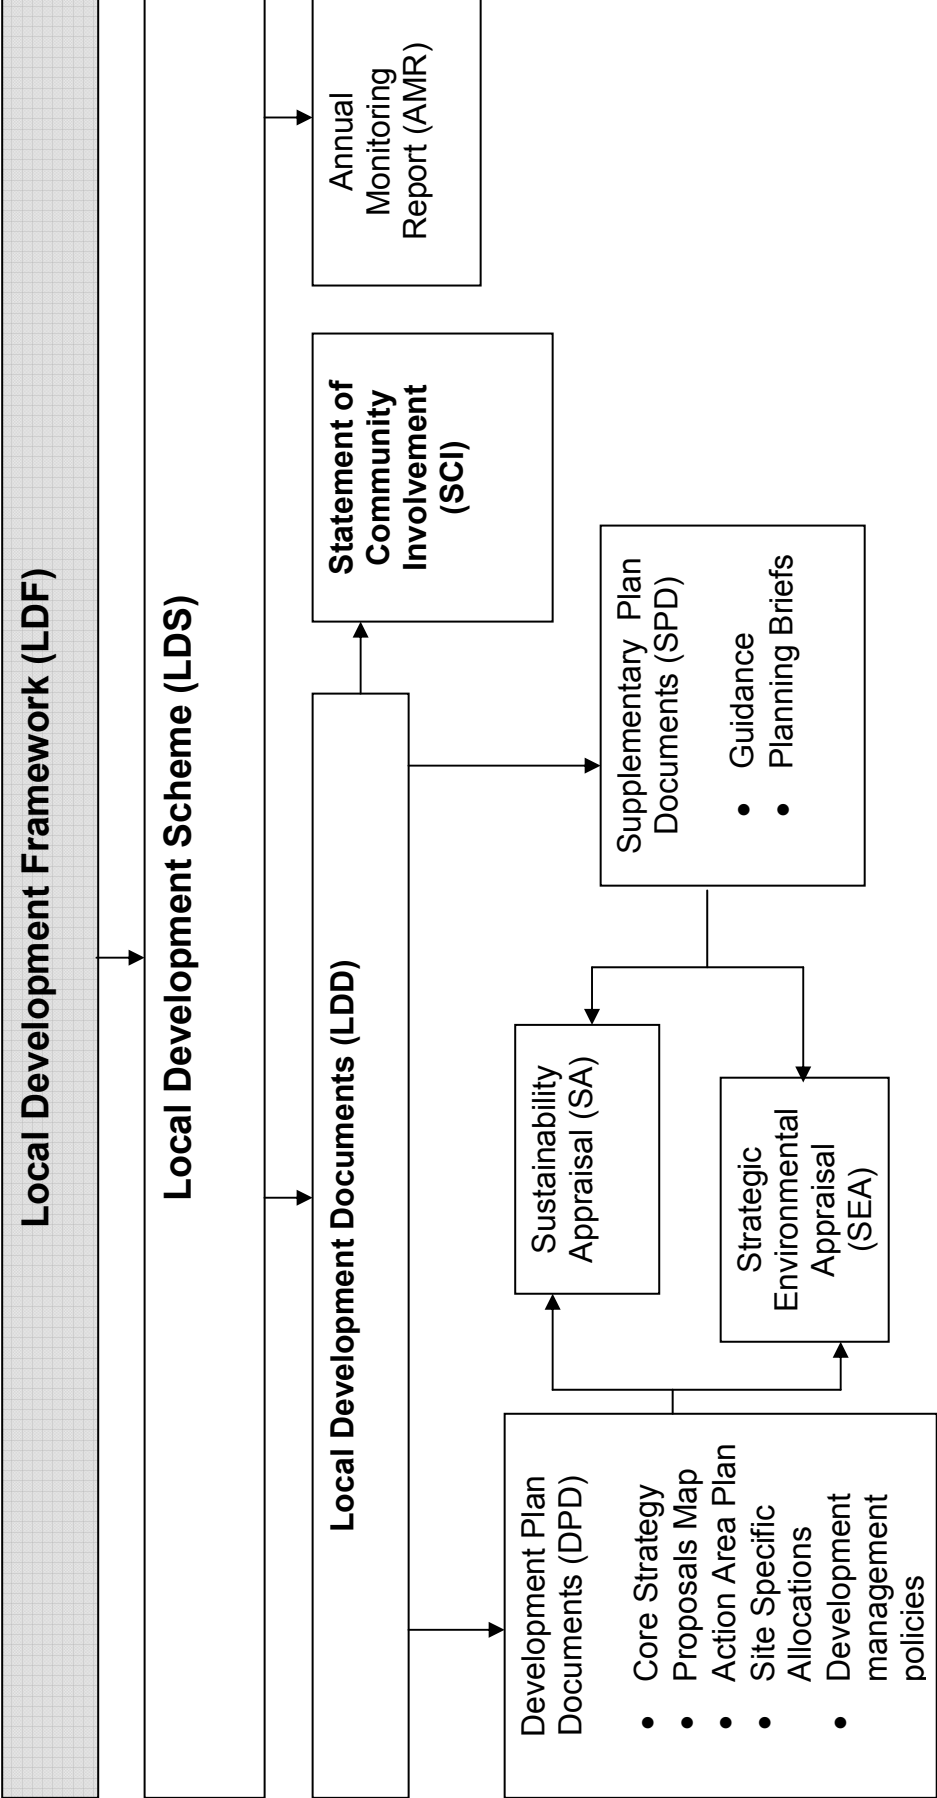 Local Development Framework (LDF)
Local Development Scheme (LDS)
Local Development Documents (LDD)
Statement of
Community
Involvement
(SCI)
Annual
Monitoring
Report (AMR)
Development Plan
Documents (DPD)
• Core Strategy
• Proposals Map
• Action Area Plan
• Site Specific
Allocations
• Development
management
policies
Sustainability
Appraisal (SA)
Strategic
Environmental
Appraisal
(SEA)
Supplementary Plan
Documents (SPD)
• Guidance
• Planning Briefs